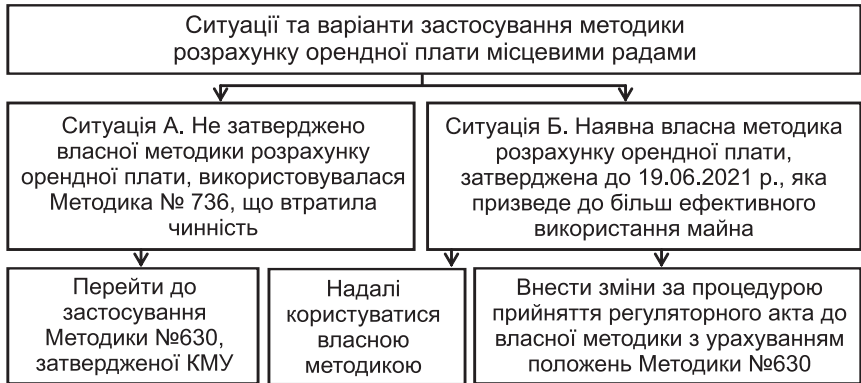 Ситуації та варіанти застосування методики
розрахунку орендної плати місцевими радами
Ситуація А. Не затверджено
власної методики розрахунку
орендної плати, використовувалася
Методика № 736, що втратила
чинність
Ситуація Б. Наявна власна методика
розрахунку орендної плати,
затверджена до 19.06.2021 р., яка
призведе до більш ефективного
використання майна
Перейти до
застосування
Методики №630,
затвердженої КМУ
Надалі
користуватися
власною
методикою
Внести зміни за процедурою
прийняття регуляторного акта до
власної методики з урахуванням
положень Методики №630